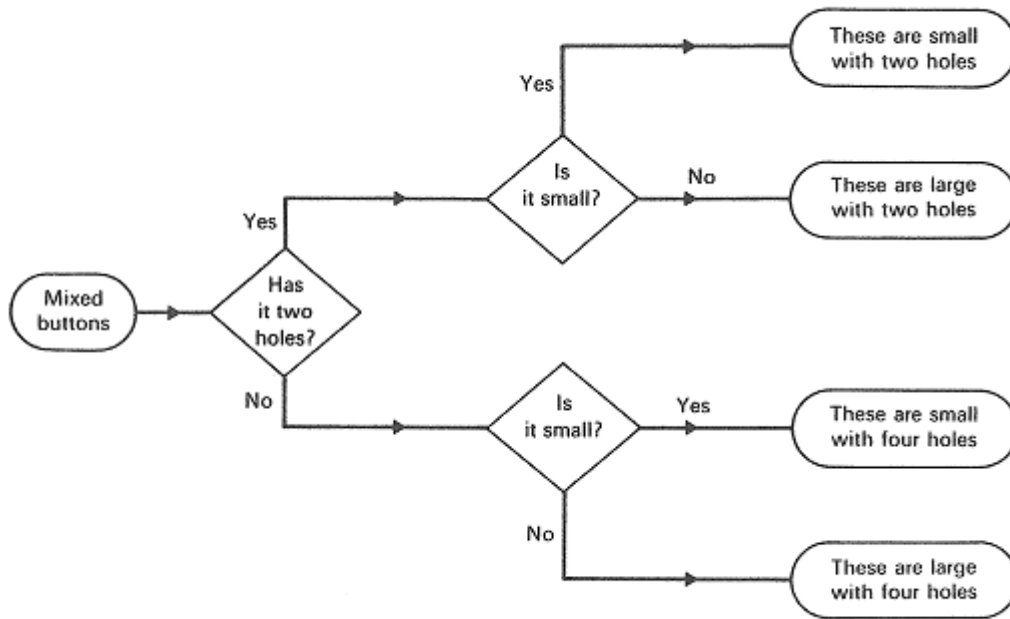 Mixed
buttons
Has
it two
holes?
Yes
No
Is
it small?
Yes
These are small
with two holes
No
These are large
with two holes
Is
it small?
Yes
These are small
with four holes
No
These are large
with four holes